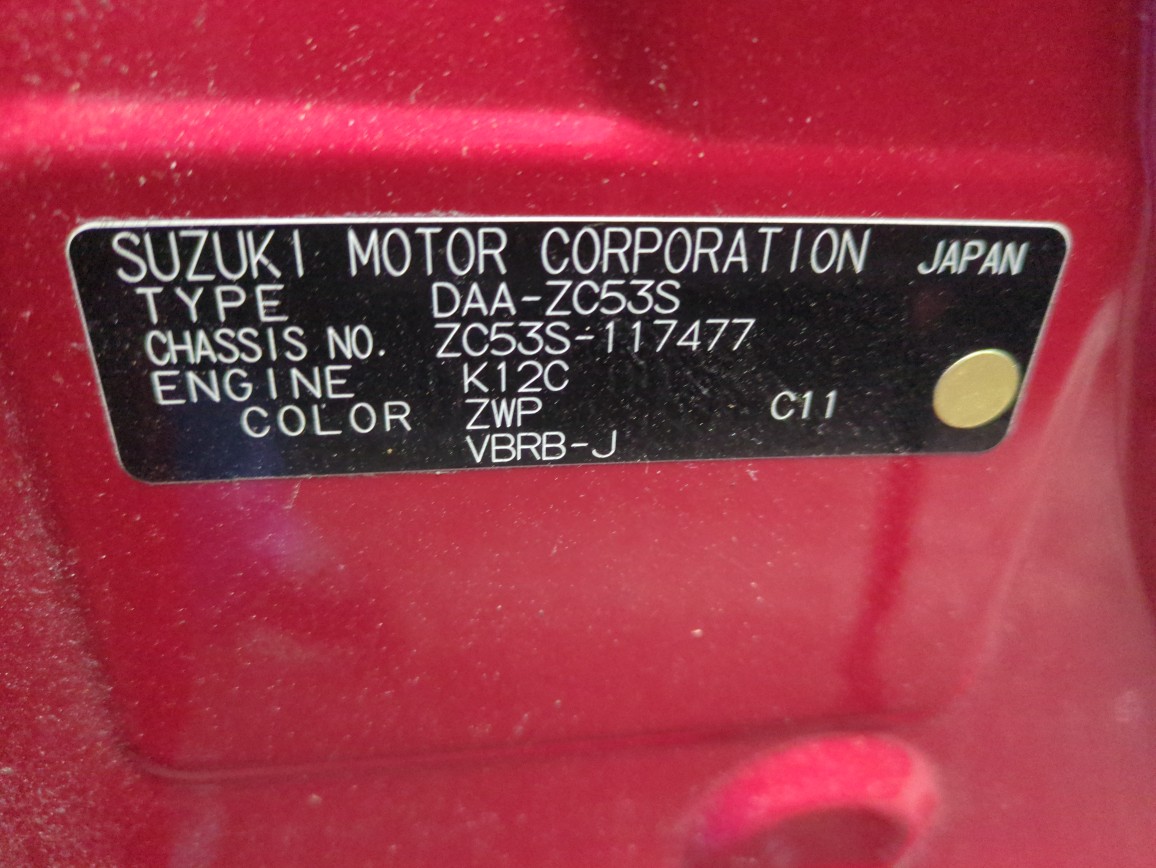 SUZUKI MOTOR CORPORATION JAPAN
TYPE DAA-ZC53S
CHASSIS NO. ZC53S-117477
ENGINE K12C
COLOR ZWP C11
VBRB-J